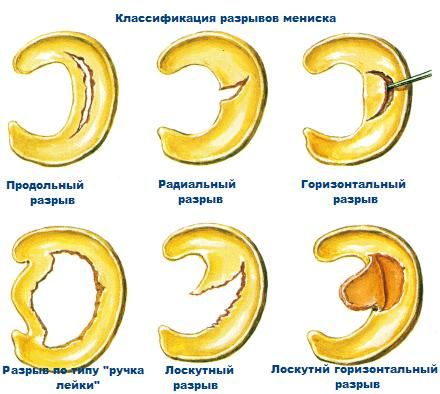 Классификация разрывов мениска
Продольный
разрыв
Радиальный
разрыв
Горизонтальный
разрыв
Разрыв по типу "ручка
лейки"
Лоскутный
разрыв
Лоскутнй горизонтальный
разрыв